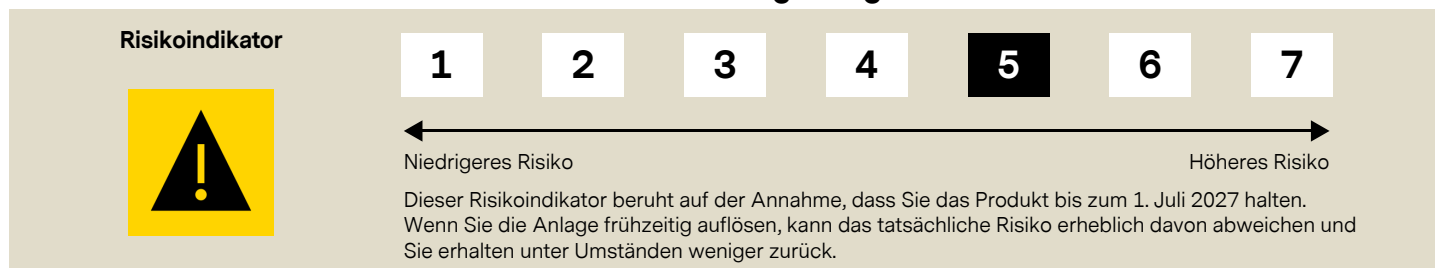 Risikoindikator
1 2 3 4 5 6 7
Niedrigeres Risiko
Höheres Risiko
Dieser Risikoindikator beruht auf der Annahme, dass Sie das Produkt bis zum 1. Juli 2027 halten.
Wenn Sie die Anlage frühzeitig auflösen, kann das tatsächliche Risiko erheblich davon abweichen und
Sie erhalten unter Umständen weniger zurück.